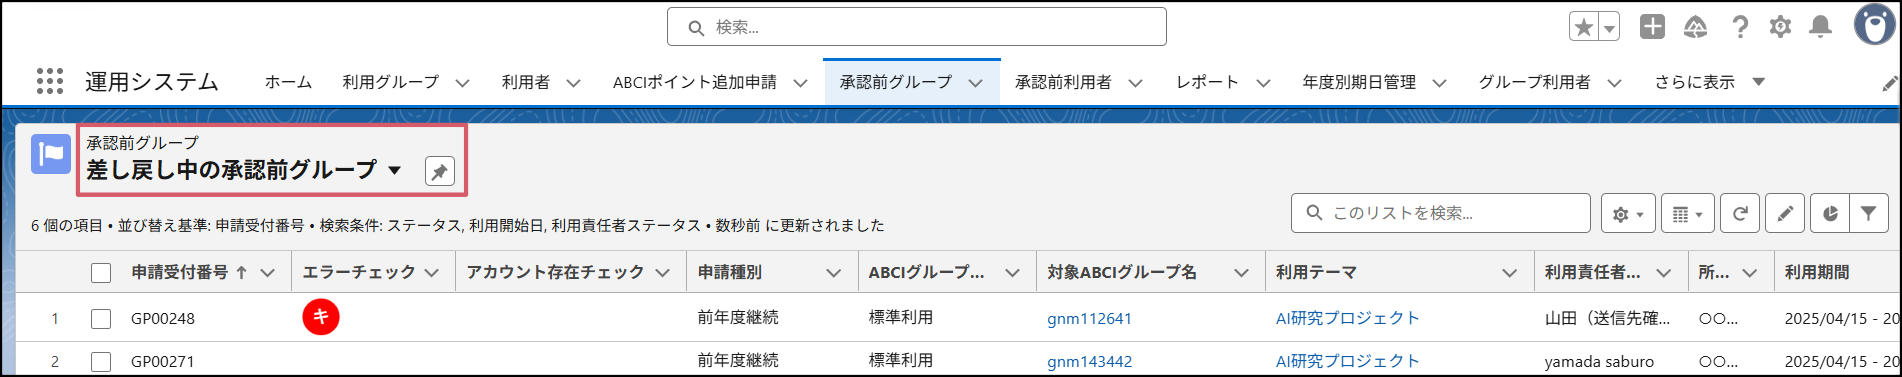 検索...
運用システム ホーム 利用グループ 利用者 ABCIポイント追加申請 承認前グループ 承認前利用者 レポート 年度別期日管理 グループ利用者 さらに表示
承認前グループ
差し戻し中の承認前グループ
6 個の項目 • 並び替え基準: 申請受付番号 • 検索条件: ステータス, 利用開始日, 利用責任者ステータス • 数秒前 に更新されました
このリストを検索...
申請受付番号 ↑ エラーチェック アカウント存在チェック 申請種別 ABCIグループ... 対象ABCIグループ名 利用テーマ 利用責任者... 所... 利用期間
1 GP00248 キ 前年度継続 標準利用 gnm112641 AI研究プロジェクト 山田（送信先確... 〇〇... 2025/04/15 - 20
2 GP00271 前年度継続 標準利用 gnm143442 AI研究プロジェクト yamada saburo 〇〇... 2025/04/15 - 20